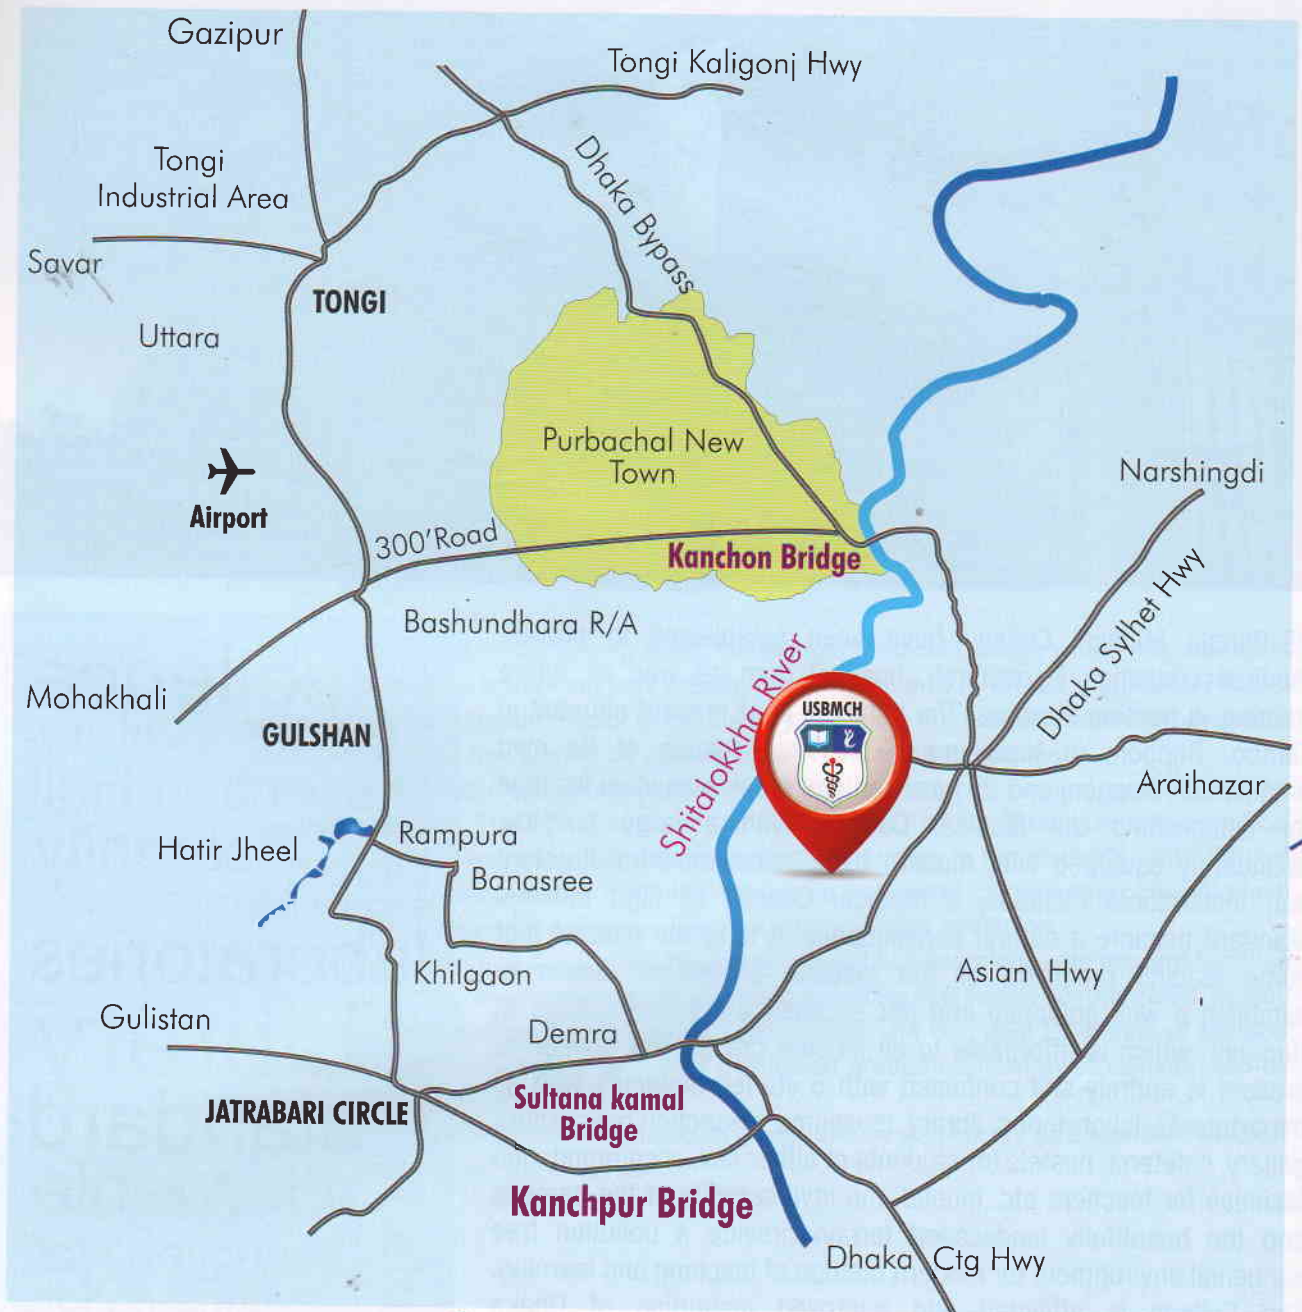 Gazipur
Tongi Kaligonj Hwy
Tongi
Industrial Area
Dhaka Bypass
Savar
TONGI
Uttara
Purbachal New
Town
Narshingdi
Airport
300'Road
Kanchon Bridge
Dhaka Sylhet Hwy
Bashundhara R/A
Shitalokkha River
Mohakhali
USBMCH
GULSHAN
Araihazar
Rampura
Hatir Jheel
Banasree
Khilgaon
Asian Hwy
Gulistan
Demra
Sultana kamal
Bridge
JATRABARI CIRCLE
Kanchpur Bridge
Dhaka Ctg Hwy